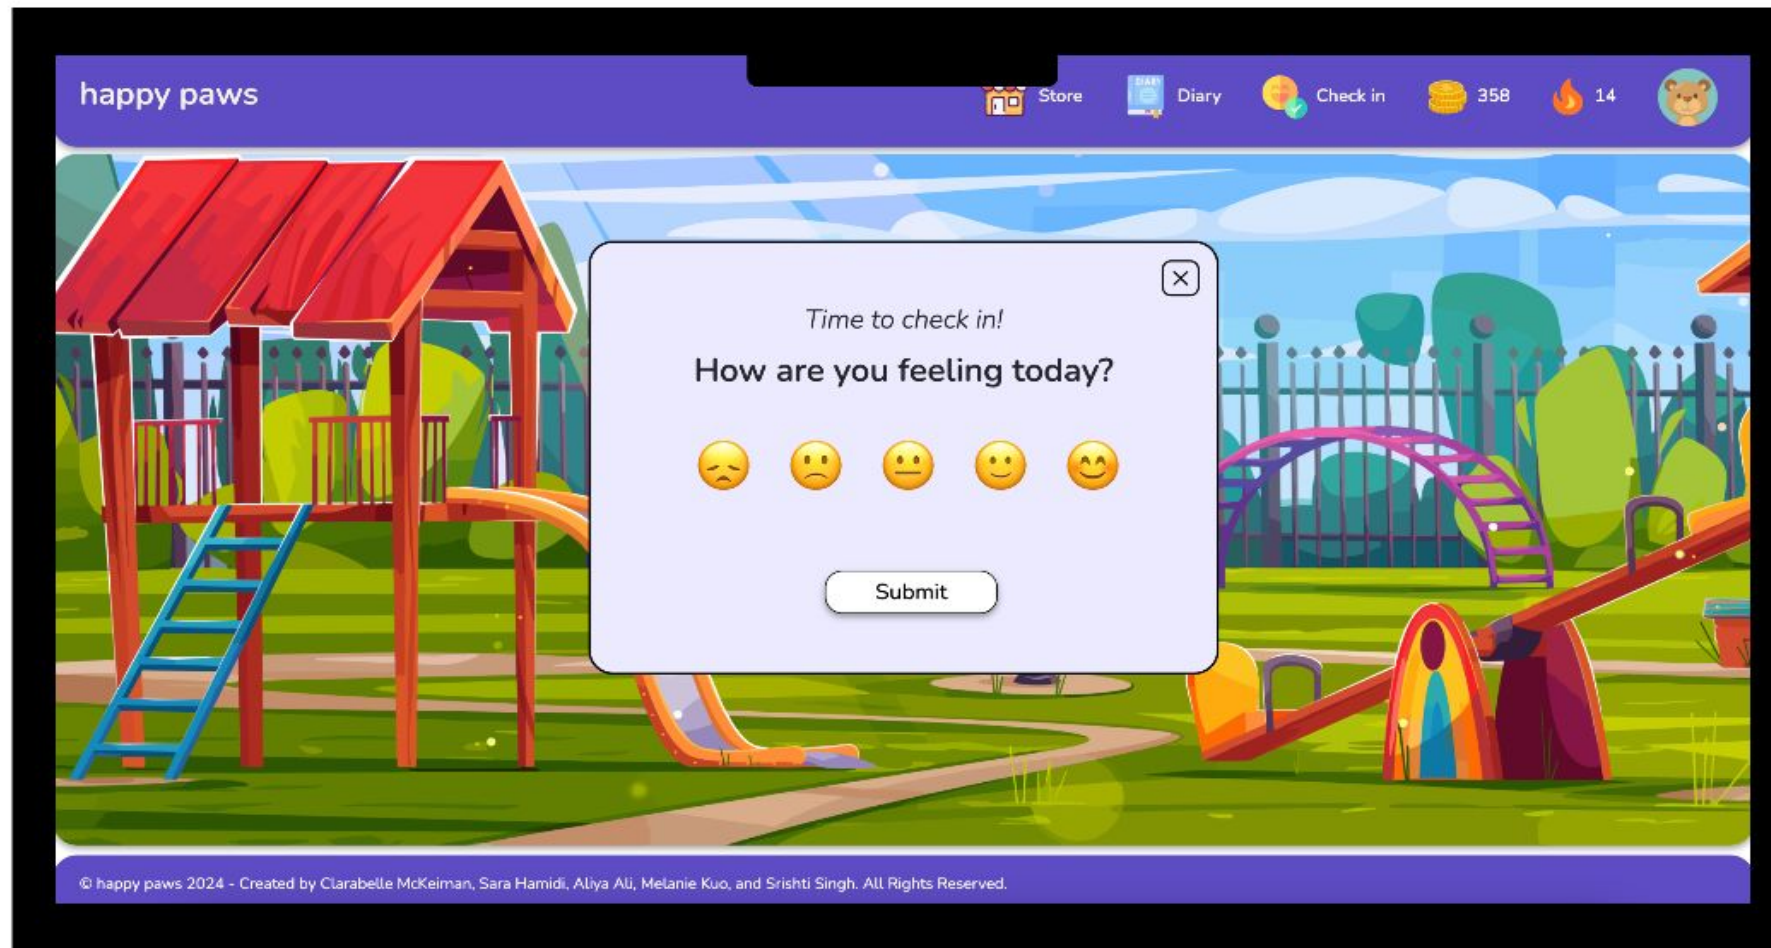 happy paws
Store
DIARY
Diary
Check in
358
14
Time to check in!
How are you feeling today?
Submit
© happy paws 2024 - Created by Clarabelle McKeiman, Sara Hamidi, Aliya Ali, Melanie Kuo, and Srishti Singh. All Rights Reserved.